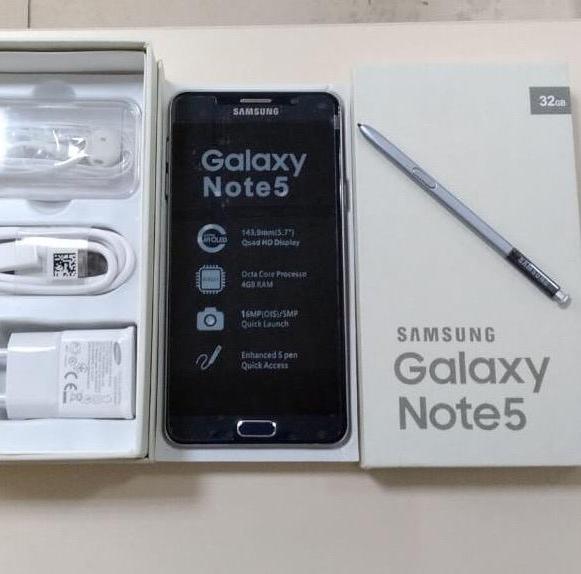 SAMSUNG
Galaxy
Note5
143.9mm(5.7")
Quad HD Display
Octa Core Processo
4GB RAM
16MP(OIS)/5MP
Quick Launch
Enhanced S pen
Quick Access
32GB
SAMSUNG
SAMSUNG
Galaxy
Note5